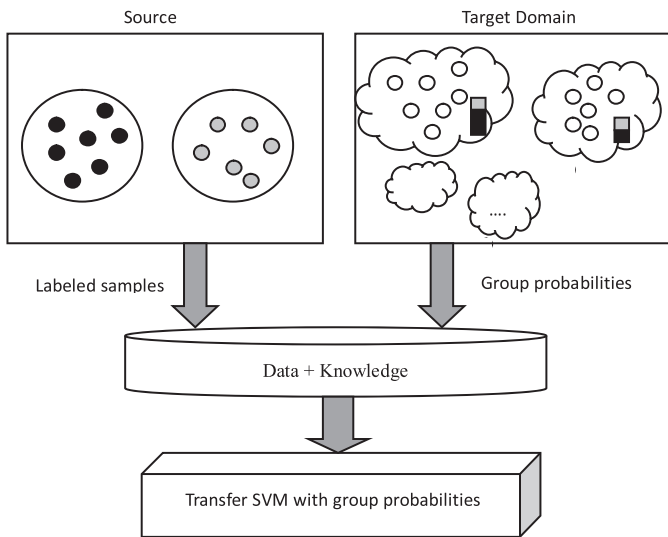 Source
Target Domain
....
Labeled samples
Group probabilities
Data + Knowledge
Transfer SVM with group probabilities